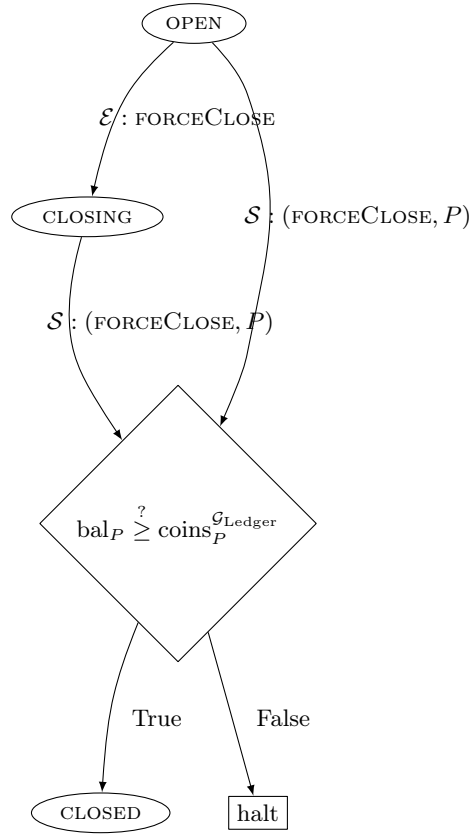 OPEN
ℰ : FORCECLOSE
CLOSING
𝒮 : (FORCECLOSE, P)
𝒮 : (FORCECLOSE, P)
bal_P ≥^? coins_P^{𝒢_Ledger}
True
False
CLOSED
halt